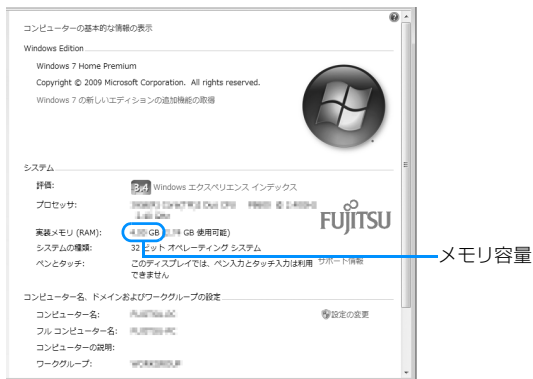 コンピューターの基本的な情報の表示
Windows Edition
Windows 7 Home Premium
Copyright © 2009 Microsoft Corporation. All rights reserved.
Windows 7 の新しいエディションの追加機能の取得
システム
評価: 3.4 Windows エクスペリエンス インデックス
プロセッサ:
FUJITSU
実装メモリ (RAM): GB ( GB 使用可能)
システムの種類: 32 ビット オペレーティング システム
メモリ容量
ペンとタッチ: このディスプレイでは、ペン入力とタッチ入力は利用できません サポート情報
コンピューター名、ドメインおよびワークグループの設定
コンピューター名: 設定の変更
フル コンピューター名:
コンピューターの説明:
ワークグループ: